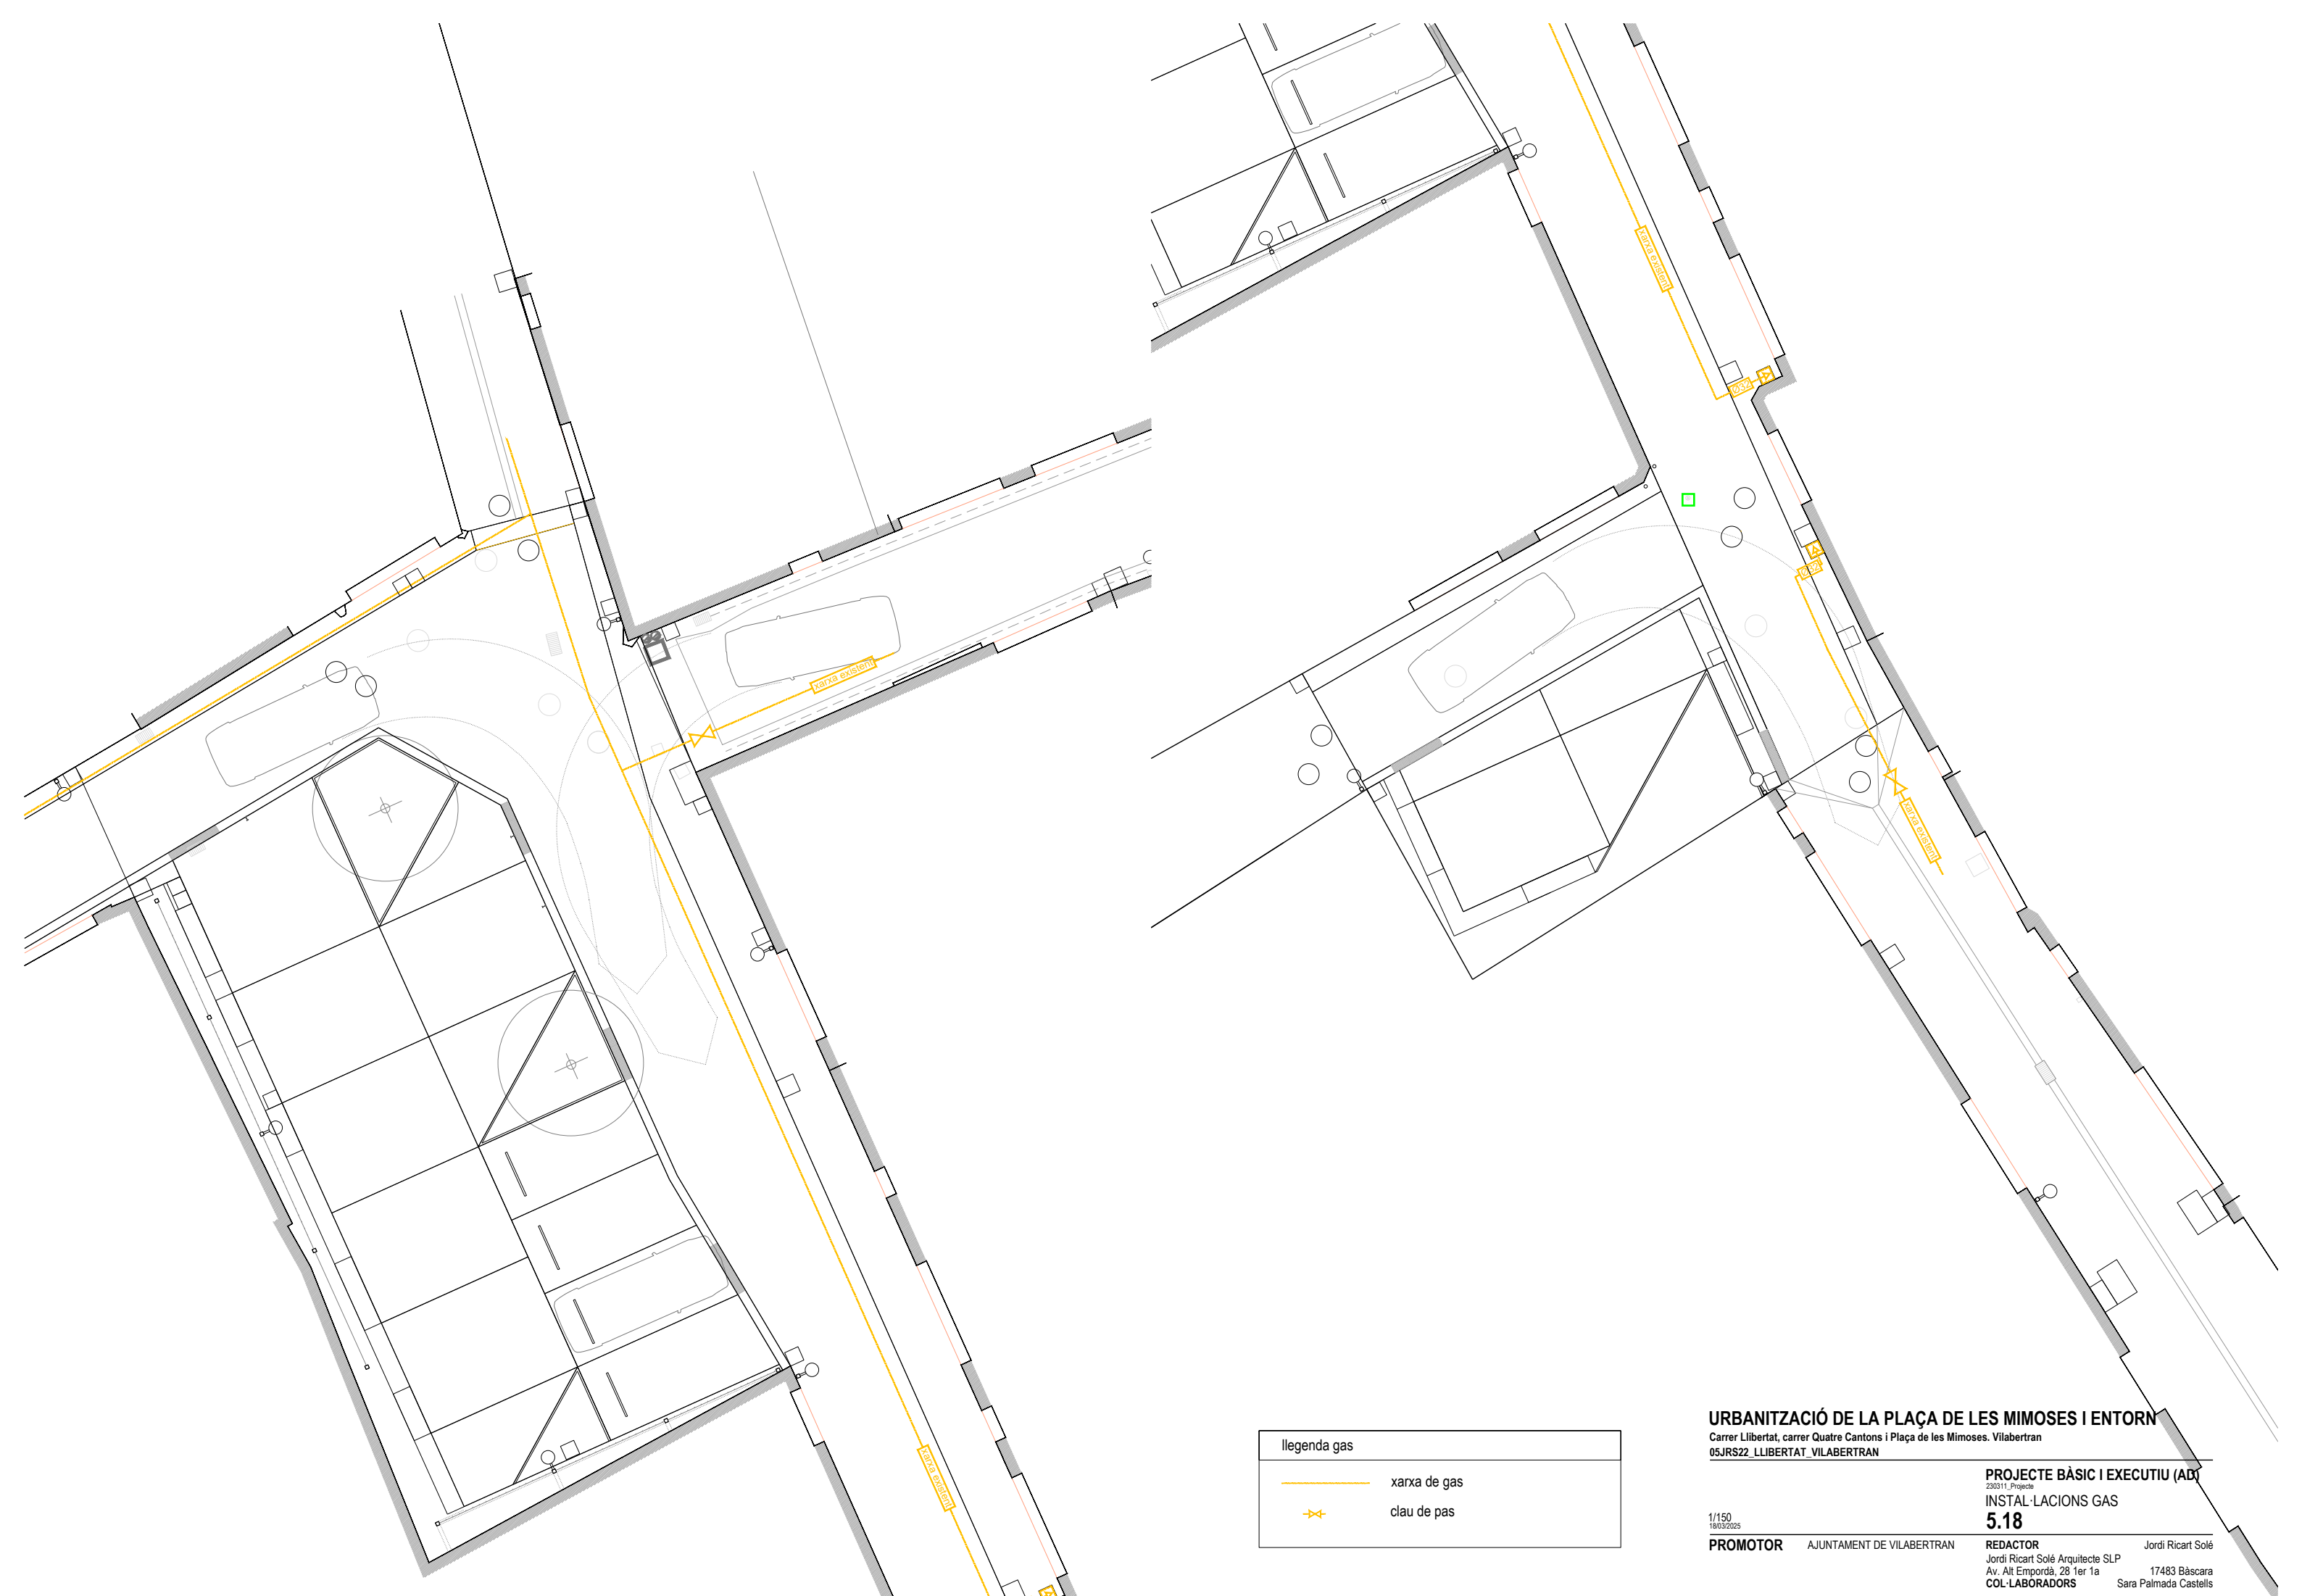 xarxa existent
Ø32
Ø32
xarxa existent
xarxa existent
xarxa existent
llegenda gas
xarxa de gas
clau de pas
URBANITZACIÓ DE LA PLAÇA DE LES MIMOSES I ENTORN
Carrer Llibertat, carrer Quatre Cantons i Plaça de les Mimoses. Vilabertran
05JRS22_LLIBERTAT_VILABERTRAN
PROJECTE BÀSIC I EXECUTIU (AD)
230311_Projecte
INSTAL·LACIONS GAS
1/150
18/03/2025
5.18
PROMOTOR AJUNTAMENT DE VILABERTRAN
REDACTOR Jordi Ricart Solé
Jordi Ricart Solé Arquitecte SLP
Av. Alt Empordà, 28 1er 1a 17483 Bàscara
COL·LABORADORS Sara Palmada Castells